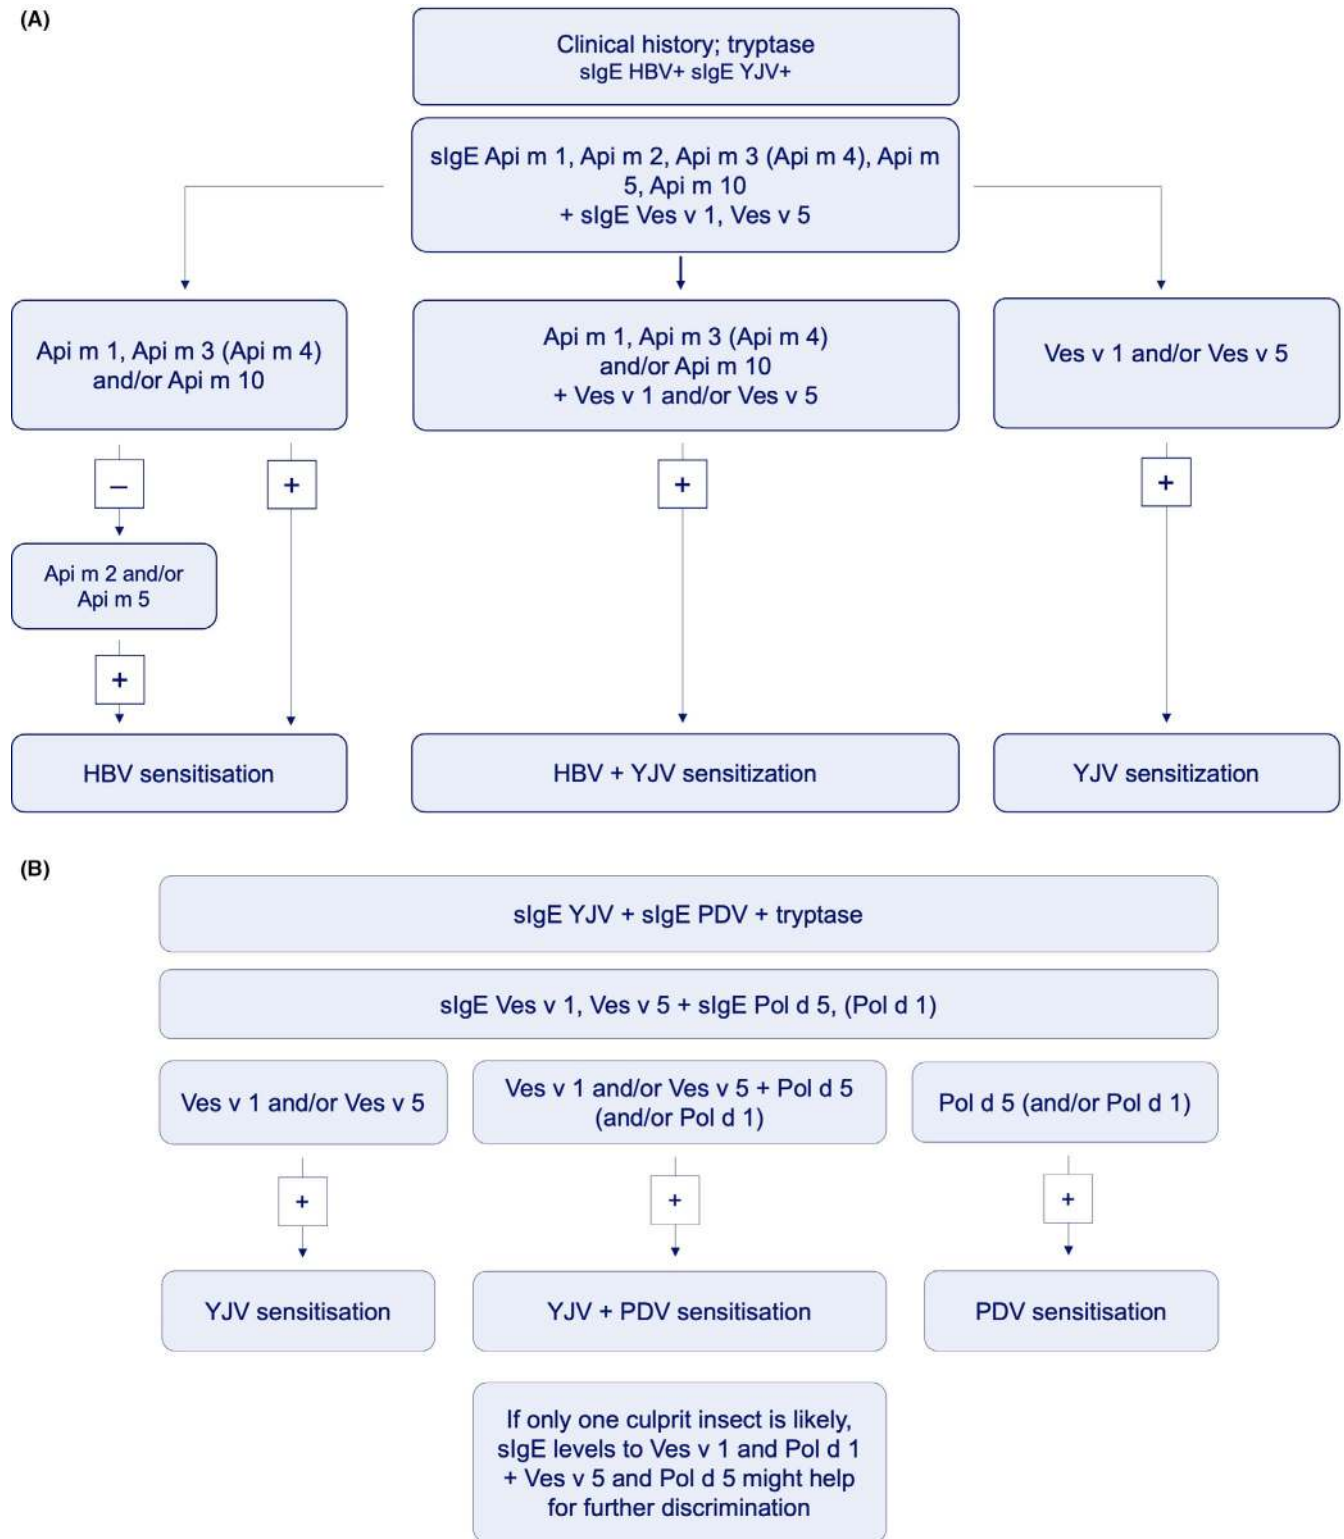 (A)
Clinical history; tryptase
sIgE HBV+ sIgE YJV+
sIgE Api m 1, Api m 2, Api m 3 (Api m 4), Api m
5, Api m 10
+ sIgE Ves v 1, Ves v 5
Api m 1, Api m 3 (Api m 4)
and/or Api m 10
Api m 1, Api m 3 (Api m 4)
and/or Api m 10
+ Ves v 1 and/or Ves v 5
Ves v 1 and/or Ves v 5
–
+
+
+
Api m 2 and/or
Api m 5
+
HBV sensitisation
HBV + YJV sensitization
YJV sensitization
(B)
sIgE YJV + sIgE PDV + tryptase
sIgE Ves v 1, Ves v 5 + sIgE Pol d 5, (Pol d 1)
Ves v 1 and/or Ves v 5
Ves v 1 and/or Ves v 5 + Pol d 5
(and/or Pol d 1)
Pol d 5 (and/or Pol d 1)
+
+
+
YJV sensitisation
YJV + PDV sensitisation
PDV sensitisation
If only one culprit insect is likely,
sIgE levels to Ves v 1 and Pol d 1
+ Ves v 5 and Pol d 5 might help
for further discrimination